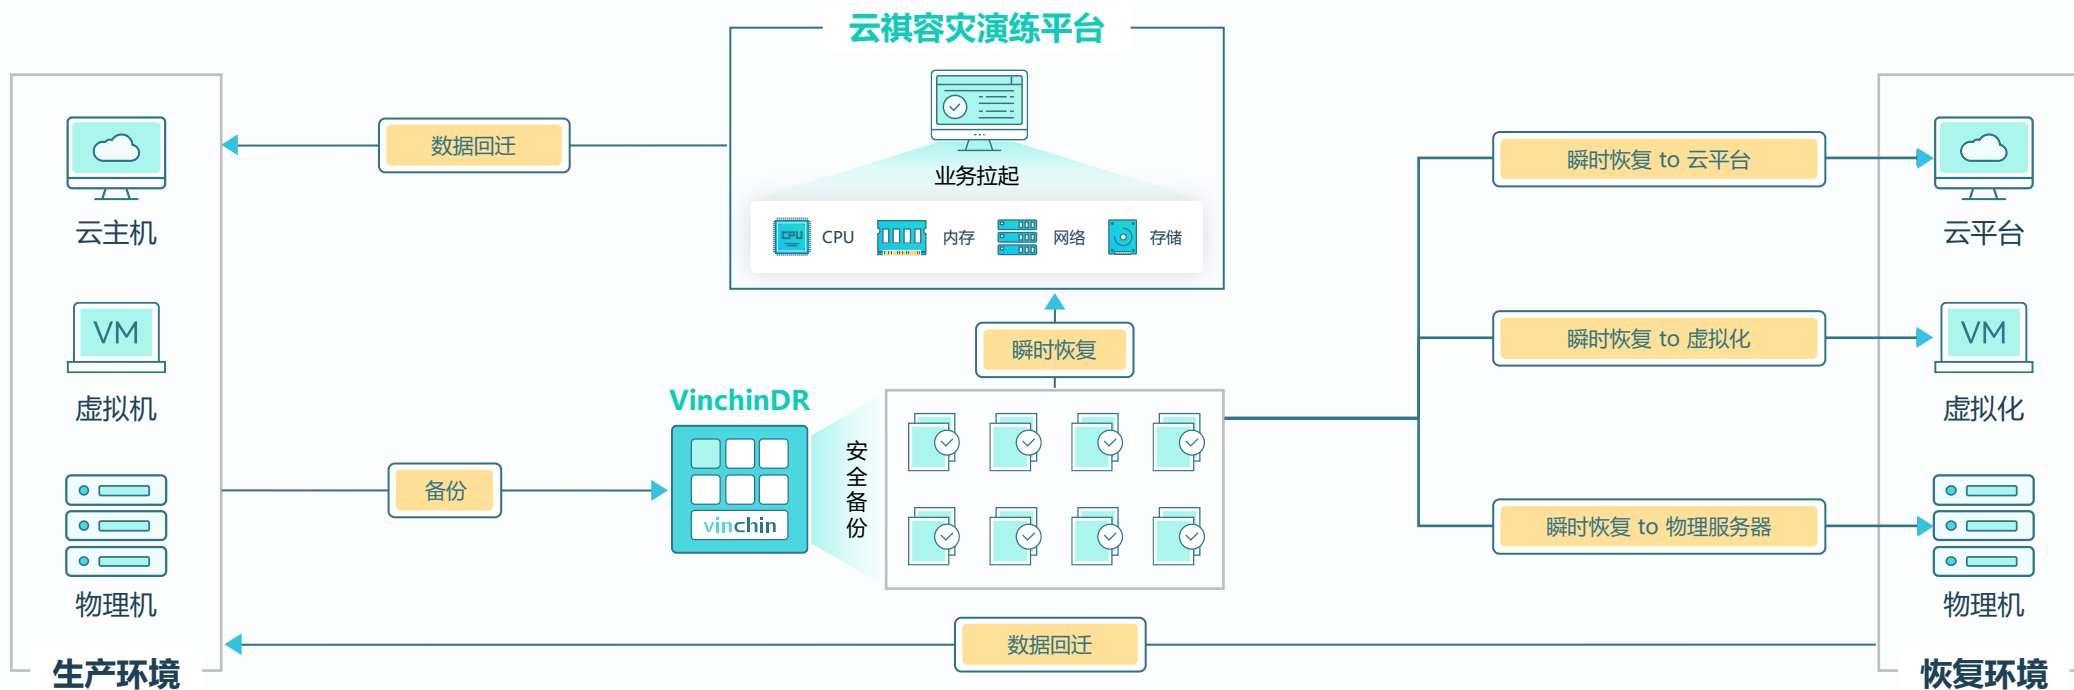 云祺容灾演练平台
业务拉起
CPU
CPU
内存
网络
存储
数据回迁
云主机
VM
虚拟机
物理机
生产环境
备份
瞬时恢复
VinchinDR
vinchin
安全备份
瞬时恢复 to 云平台
瞬时恢复 to 虚拟化
瞬时恢复 to 物理服务器
云平台
VM
虚拟化
物理机
恢复环境
数据回迁